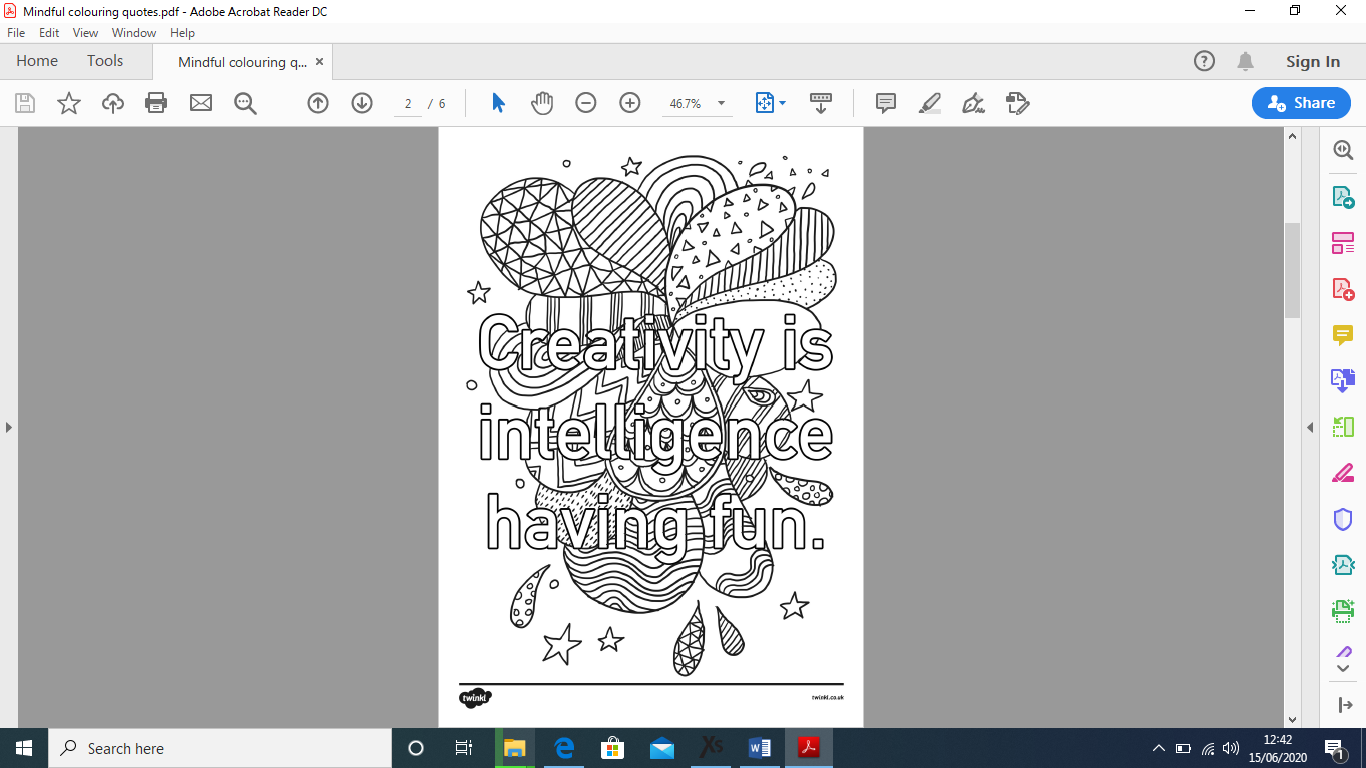 Mindful colouring quotes.pdf - Adobe Acrobat Reader DC
File Edit View Window Help
Home Tools Mindful colouring q... Sign In
2 / 6 46.7% Share
Creativity is
intelligence
having fun.
twinkl twinkl.co.uk
Search here
Xs
12:42
15/06/2020
1